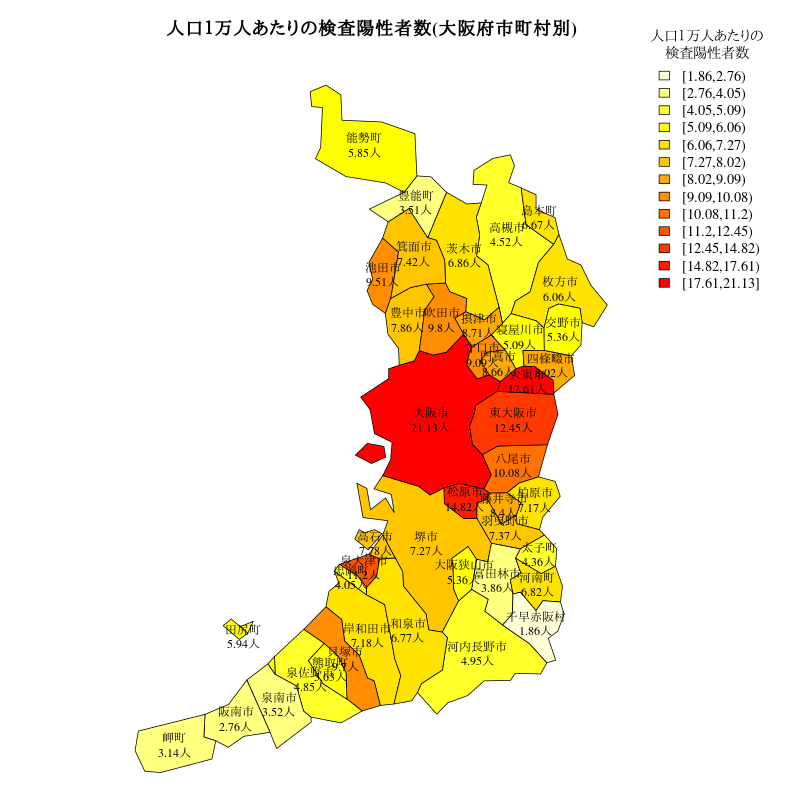 人口1万人あたりの検査陽性者数(大阪府市町村別)
人口1万人あたりの
検査陽性者数
[1.86,2.76)
[2.76,4.05)
[4.05,5.09)
[5.09,6.06)
[6.06,7.27)
[7.27,8.02)
[8.02,9.09)
[9.09,10.08)
[10.08,11.2)
[11.2,12.45)
[12.45,14.82)
[14.82,17.61)
[17.61,21.13]
能勢町
5.85人
豊能町
3.51人
島本町
6.67人
高槻市
4.52人
茨木市
6.86人
箕面市
7.42人
池田市
9.51人
枚方市
6.06人
豊中市
7.86人
吹田市
9.8人
摂津市
8.71人
寝屋川市
5.09人
交野市
5.36人
守口市
9.09人
門真市
8.66人
四條畷市
8.02人
大東市
17.61人
大阪市
21.13人
東大阪市
12.45人
八尾市
10.08人
松原市
14.82人
藤井寺市
8.4人
柏原市
7.17人
羽曳野市
7.37人
高石市
7.78人
堺市
7.27人
泉大津市
11.2人
忠岡町
4.05人
大阪狭山市
5.36人
富田林市
3.86人
太子町
4.36人
河南町
6.82人
千早赤阪村
1.86人
田尻町
5.94人
岸和田市
7.18人
和泉市
6.77人
河内長野市
4.95人
貝塚市
9.7人
熊取町
泉佐野市
4.85人
泉南市
3.52人
阪南市
2.76人
岬町
3.14人